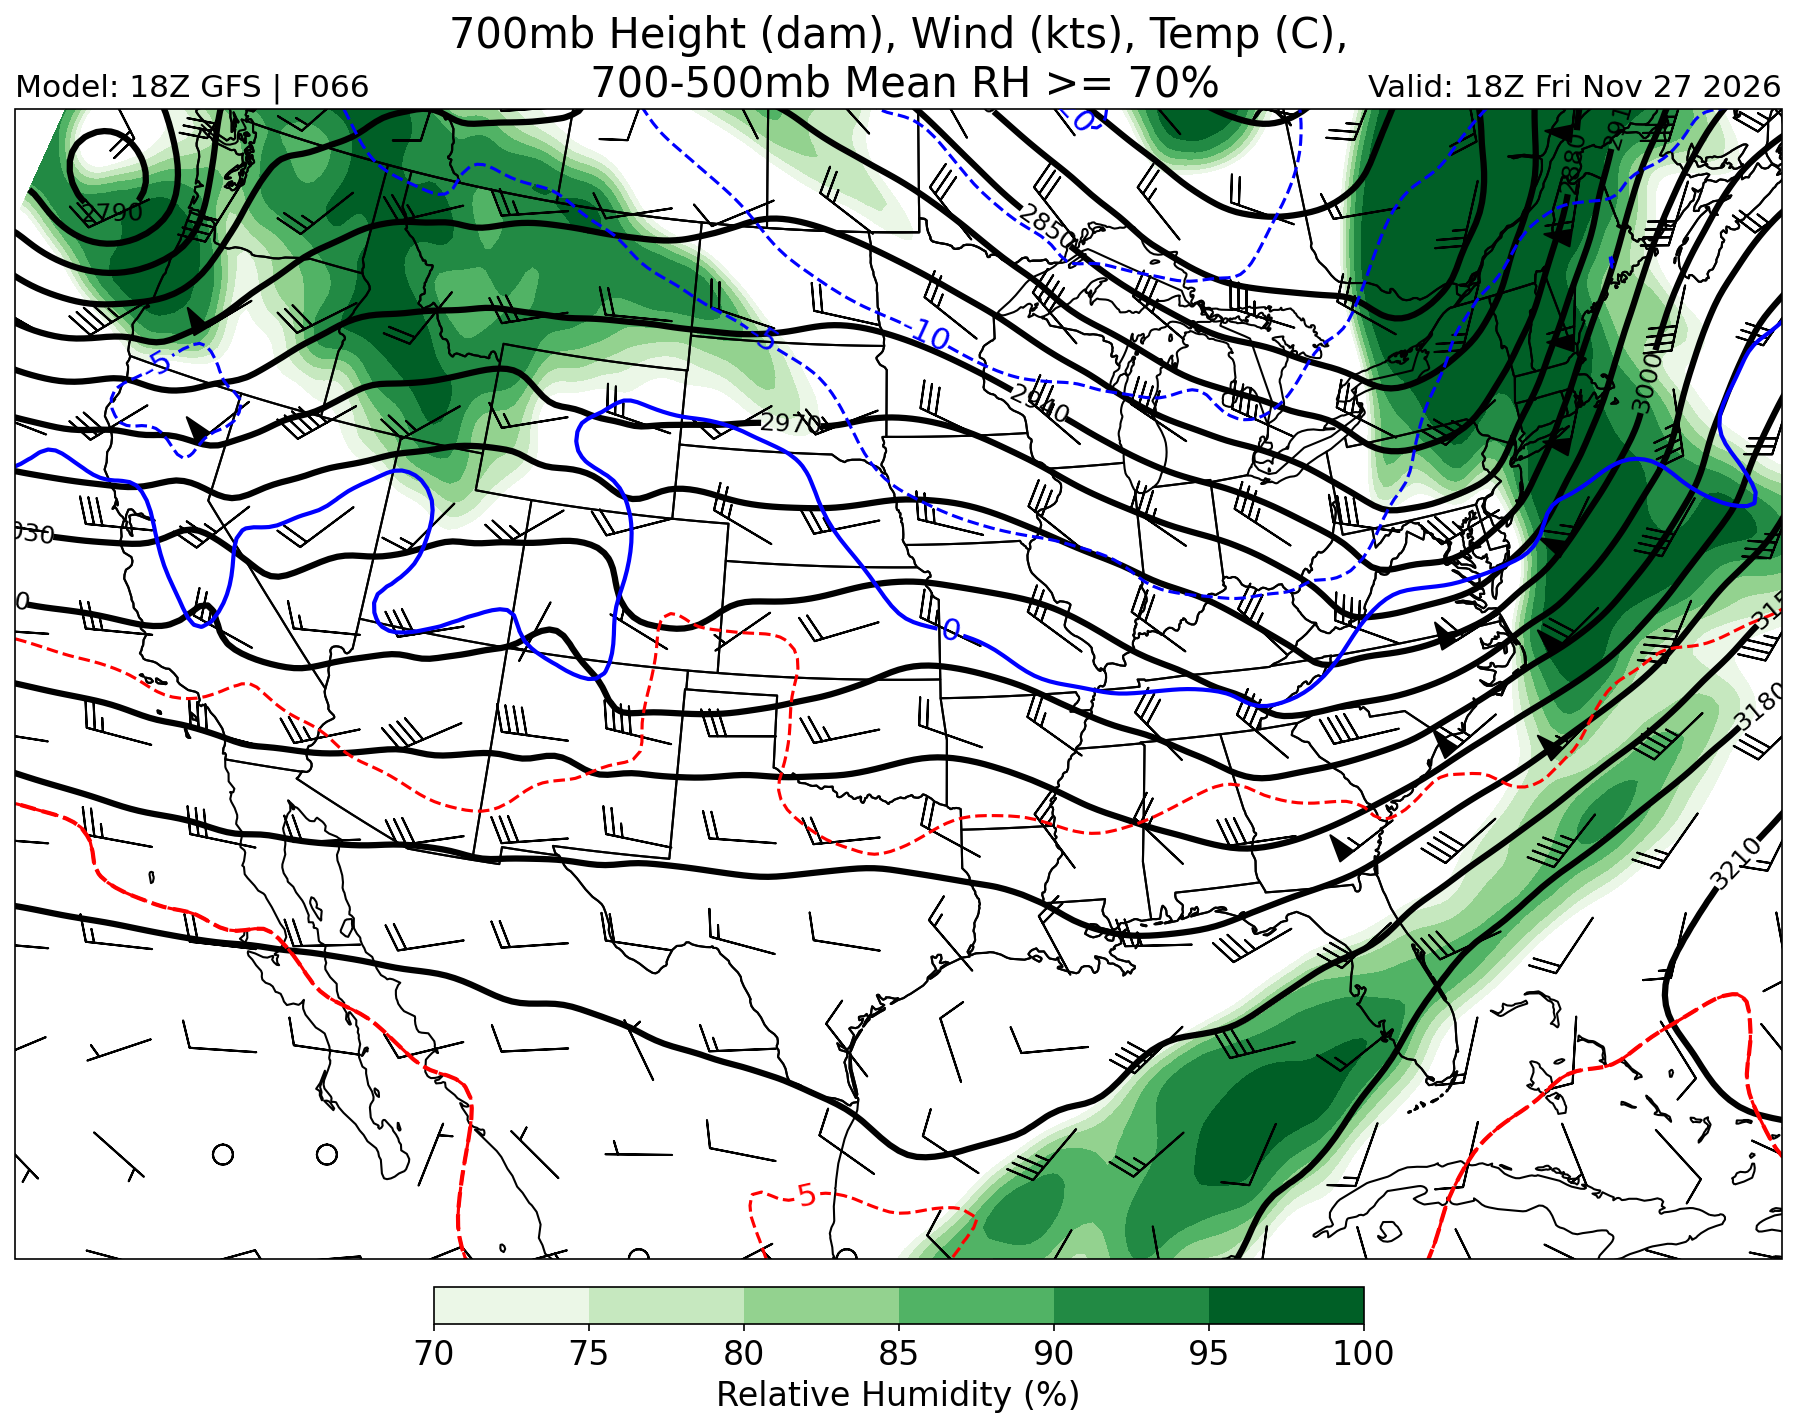 700mb Height (dam), Wind (kts), Temp (C),
700-500mb Mean RH >= 70%
Model: 18Z GFS | F066
Valid: 18Z Fri Nov 27 2026
2790
2850
2880
5
5
10
2940
2970
3000
0
3180
3210
5
70 75 80 85 90 95 100
Relative Humidity (%)